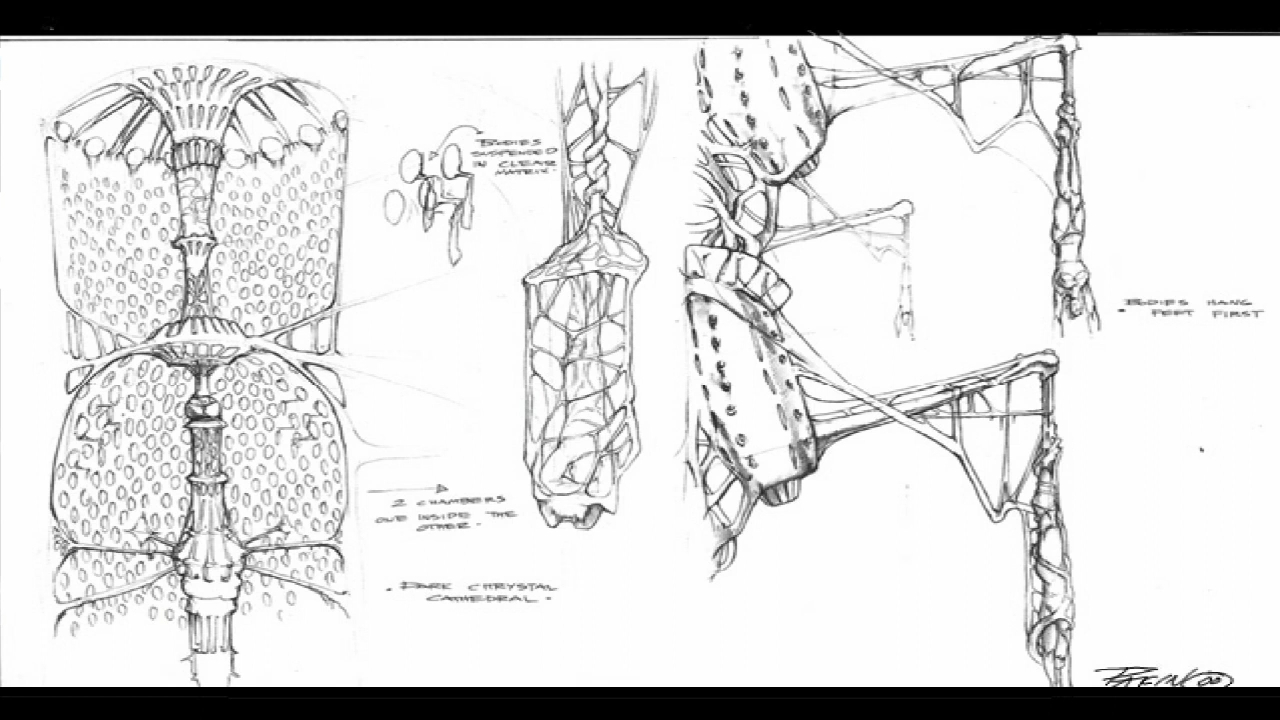 BODIES
SUSPENDED
IN CLEAR
MATRIX.
BODIES HANG
FEET FIRST
2 CHAMBERS
ONE INSIDE THE
OTHER.
. DARK CHRYSTAL
CATHEDRAL .